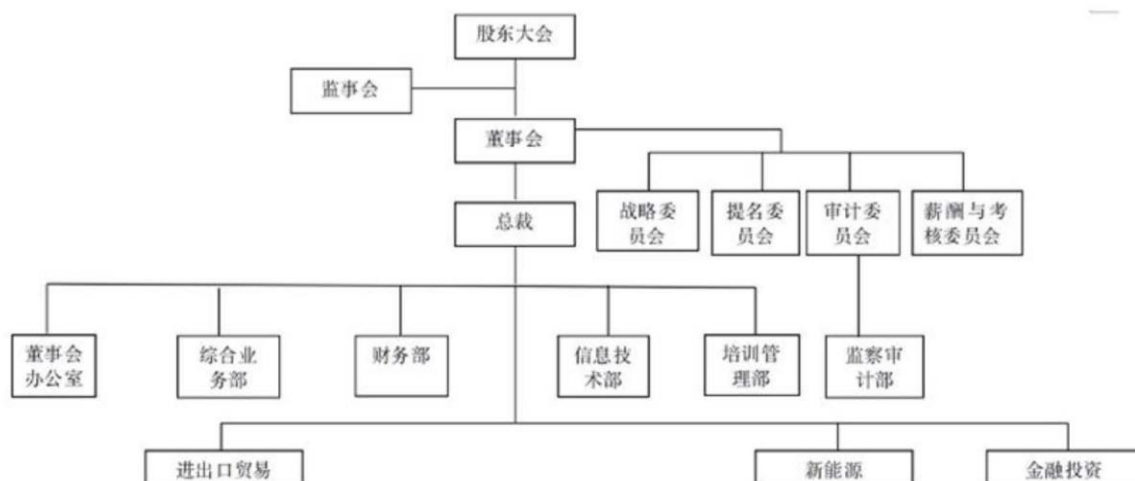 股东大会
监事会
董事会
总裁
战略委
员会
提名委
员会
审计委
员会
薪酬与考
核委员会
董事会
办公室
综合业
务部
财务部
信息技
术部
培训管
理部
监察审
计部
进出口贸易
新能源
金融投资